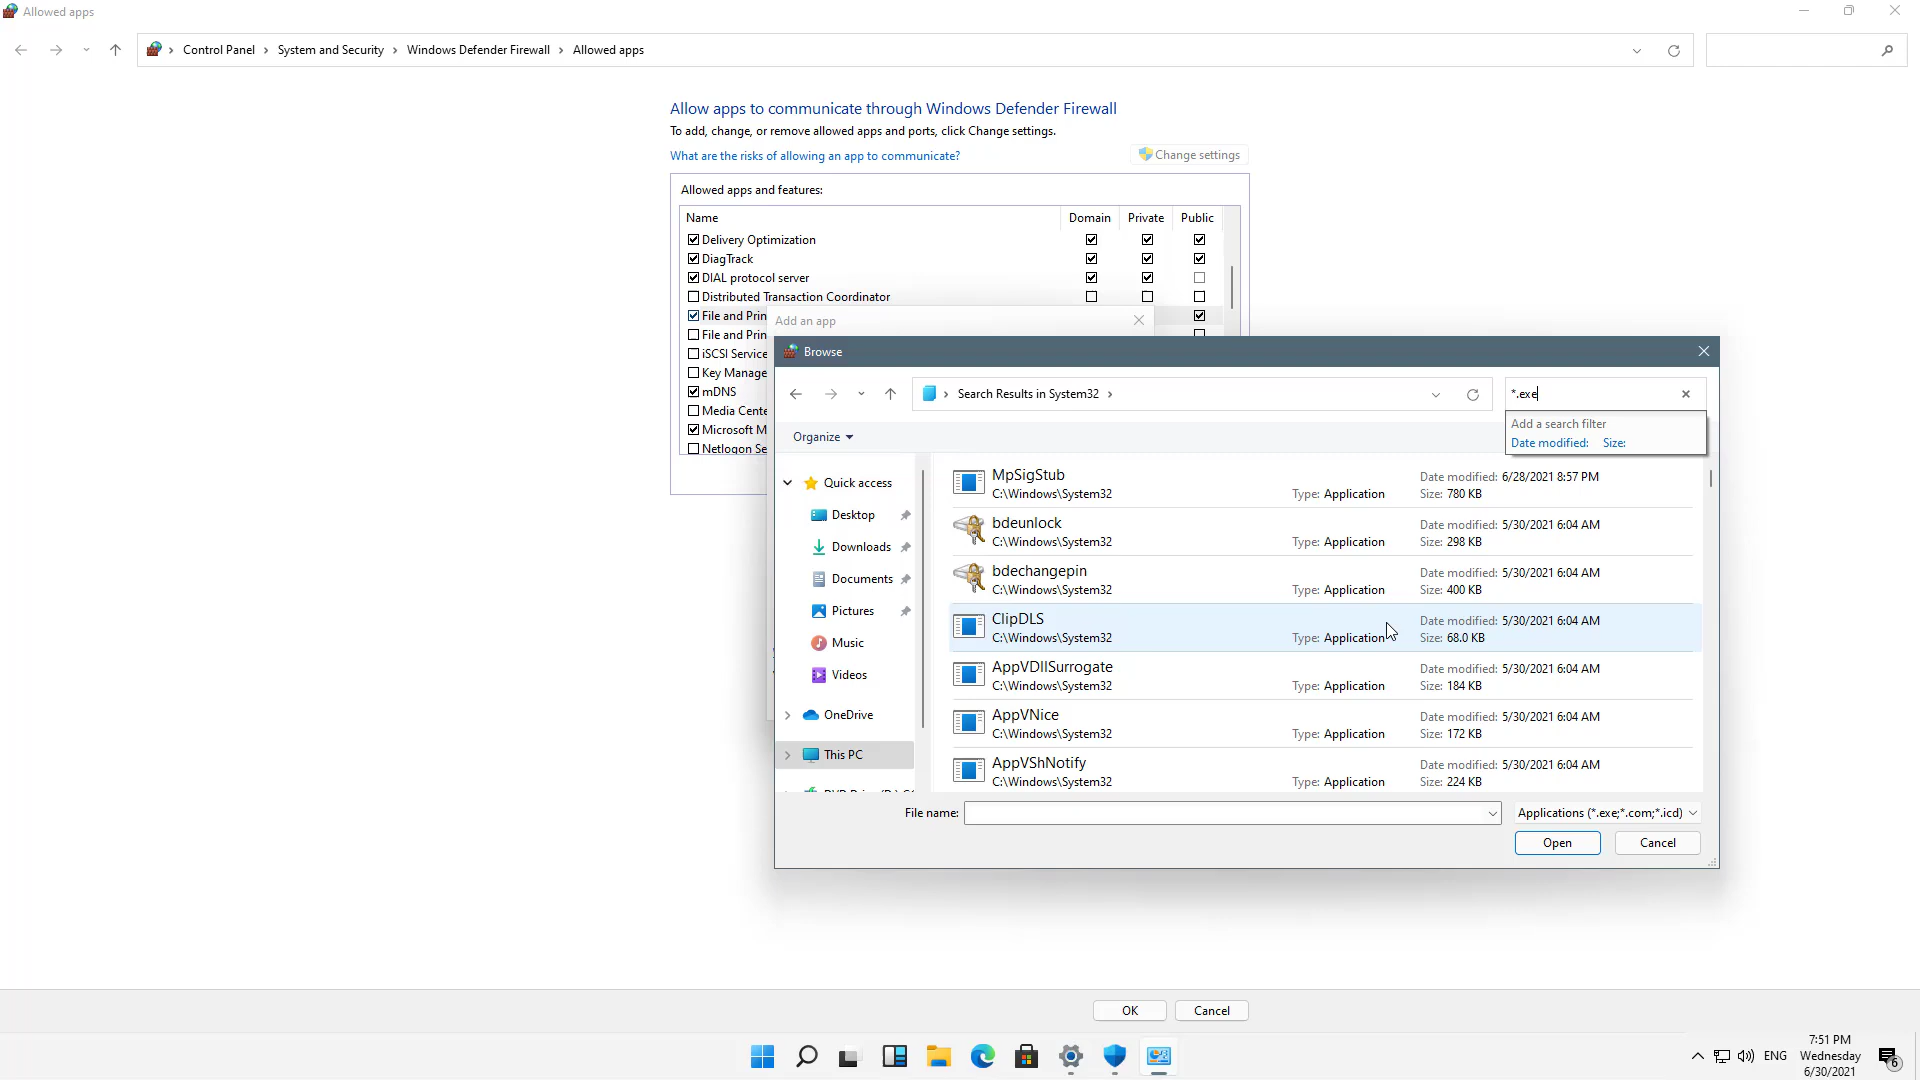 Allowed apps
Control Panel
System and Security
Windows Defender Firewall
Allowed apps
Allow apps to communicate through Windows Defender Firewall
To add, change, or remove allowed apps and ports, click Change settings.
What are the risks of allowing an app to communicate?
Change settings
Allowed apps and features:
Name Domain Private Public
Delivery Optimization
DiagTrack
DIAL protocol server
Distributed Transaction Coordinator
File and Prin
File and Prin
iSCSI Service
Key Manage
mDNS
Media Cente
Microsoft M
Netlogon Se
Add an app
Browse
Search Results in System32
*.exe
Add a search filter
Date modified: Size:
Organize
Quick access
Desktop
Downloads
Documents
Pictures
Music
Videos
OneDrive
This PC
MpSigStub
C:\Windows\System32
Type: Application
Date modified: 6/28/2021 8:57 PM
Size: 780 KB
bdeunlock
C:\Windows\System32
Type: Application
Date modified: 5/30/2021 6:04 AM
Size: 298 KB
bdechangepin
C:\Windows\System32
Type: Application
Date modified: 5/30/2021 6:04 AM
Size: 400 KB
ClipDLS
C:\Windows\System32
Type: Application
Date modified: 5/30/2021 6:04 AM
Size: 68.0 KB
AppVDllSurrogate
C:\Windows\System32
Type: Application
Date modified: 5/30/2021 6:04 AM
Size: 184 KB
AppVNice
C:\Windows\System32
Type: Application
Date modified: 5/30/2021 6:04 AM
Size: 172 KB
AppVShNotify
C:\Windows\System32
Type: Application
Date modified: 5/30/2021 6:04 AM
Size: 224 KB
File name:
Applications (*.exe;*.com;*.icd)
Open
Cancel
OK
Cancel
ENG
7:51 PM
Wednesday
6/30/2021
6